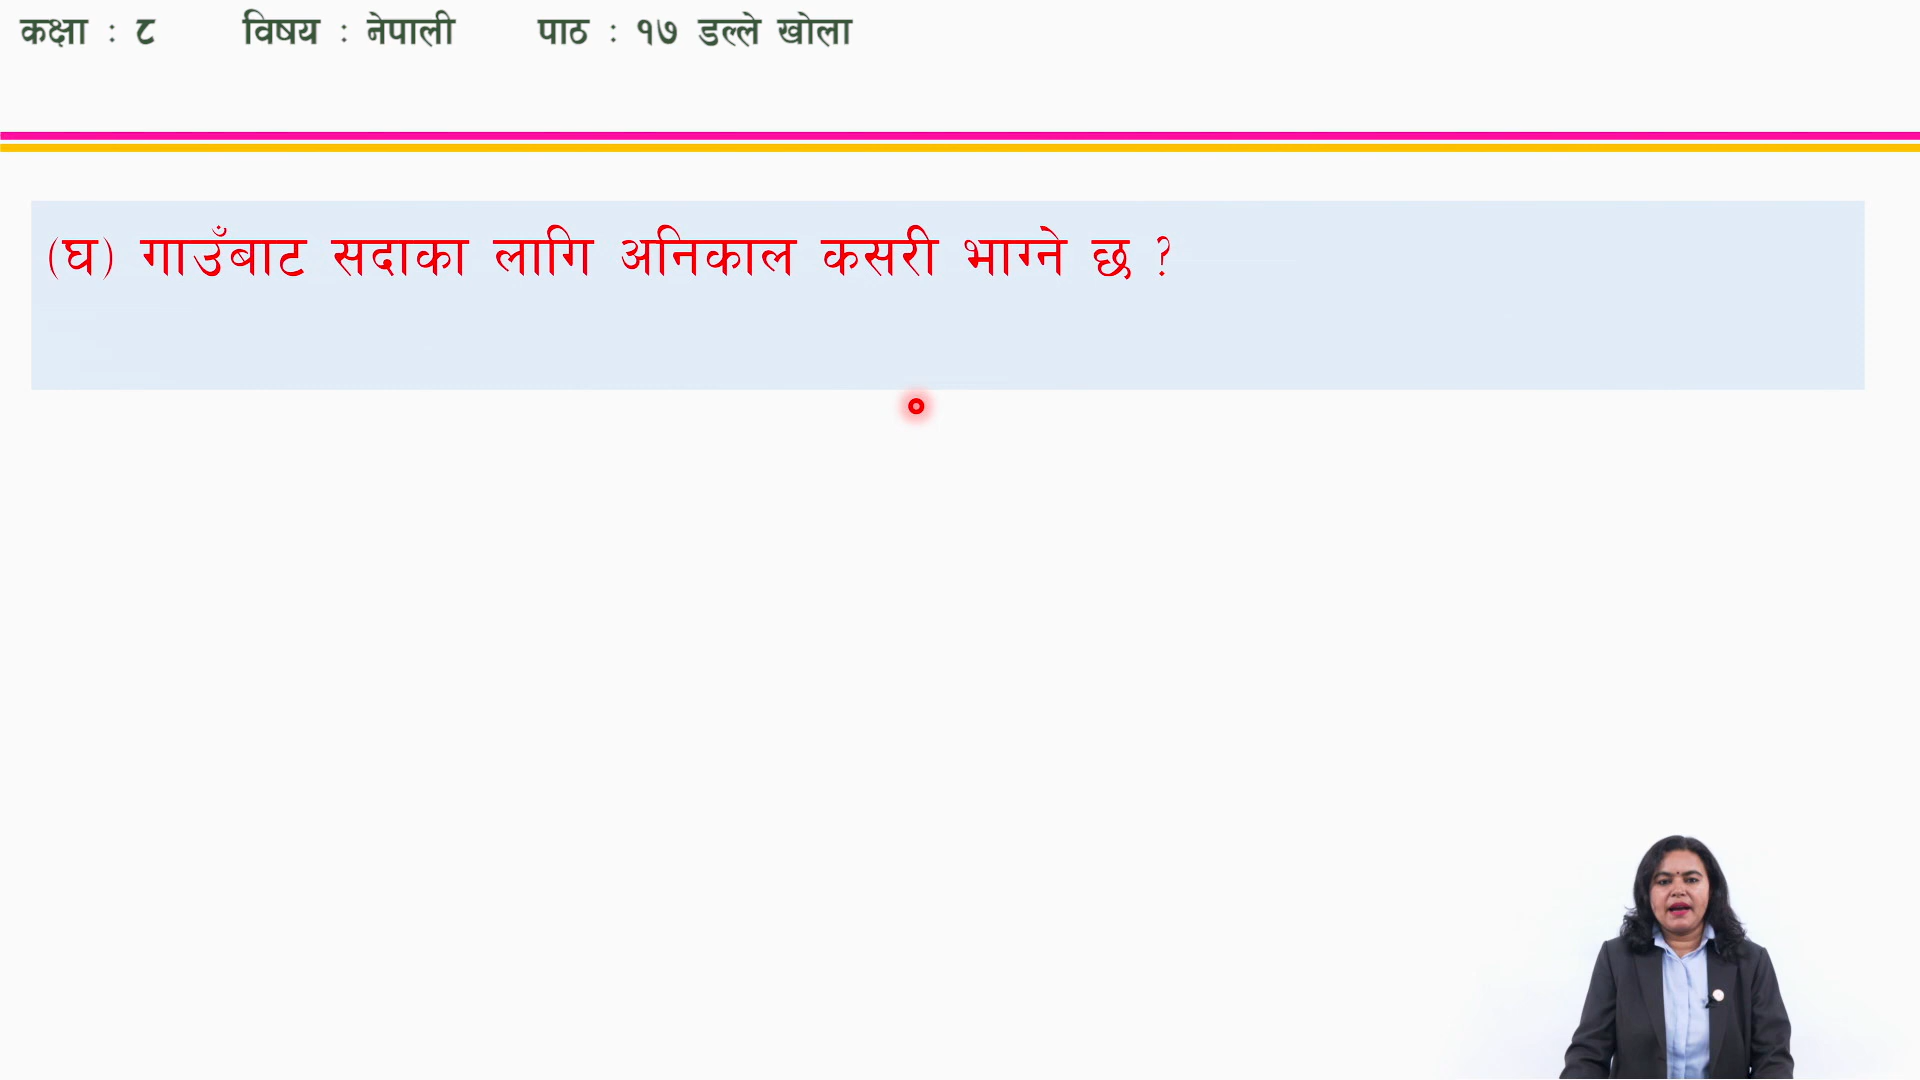 कक्षा : ८ विषय : नेपाली पाठ : १७ डल्ले खोला
(घ) गाउँबाट सदाका लागि अनिकाल कसरी भाग्ने छ ?